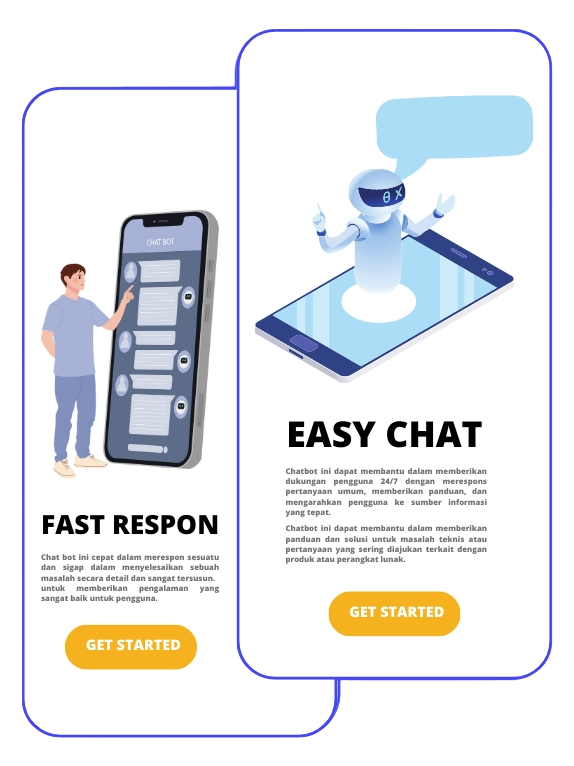 CHAT BOT
FAST RESPON
Chat bot ini cepat dalam merespon sesuatu
dan sigap dalam menyelesaikan sebuah
masalah secara detail dan sangat tersusun.
untuk memberikan pengalaman yang
sangat baik untuk pengguna.
GET STARTED
EASY CHAT
Chatbot ini dapat membantu dalam memberikan
dukungan pengguna 24/7 dengan merespons
pertanyaan umum, memberikan panduan, dan
mengarahkan pengguna ke sumber informasi
yang tepat.
Chatbot ini dapat membantu dalam memberikan
panduan dan solusi untuk masalah teknis atau
pertanyaan yang sering diajukan terkait dengan
produk atau perangkat lunak.
GET STARTED